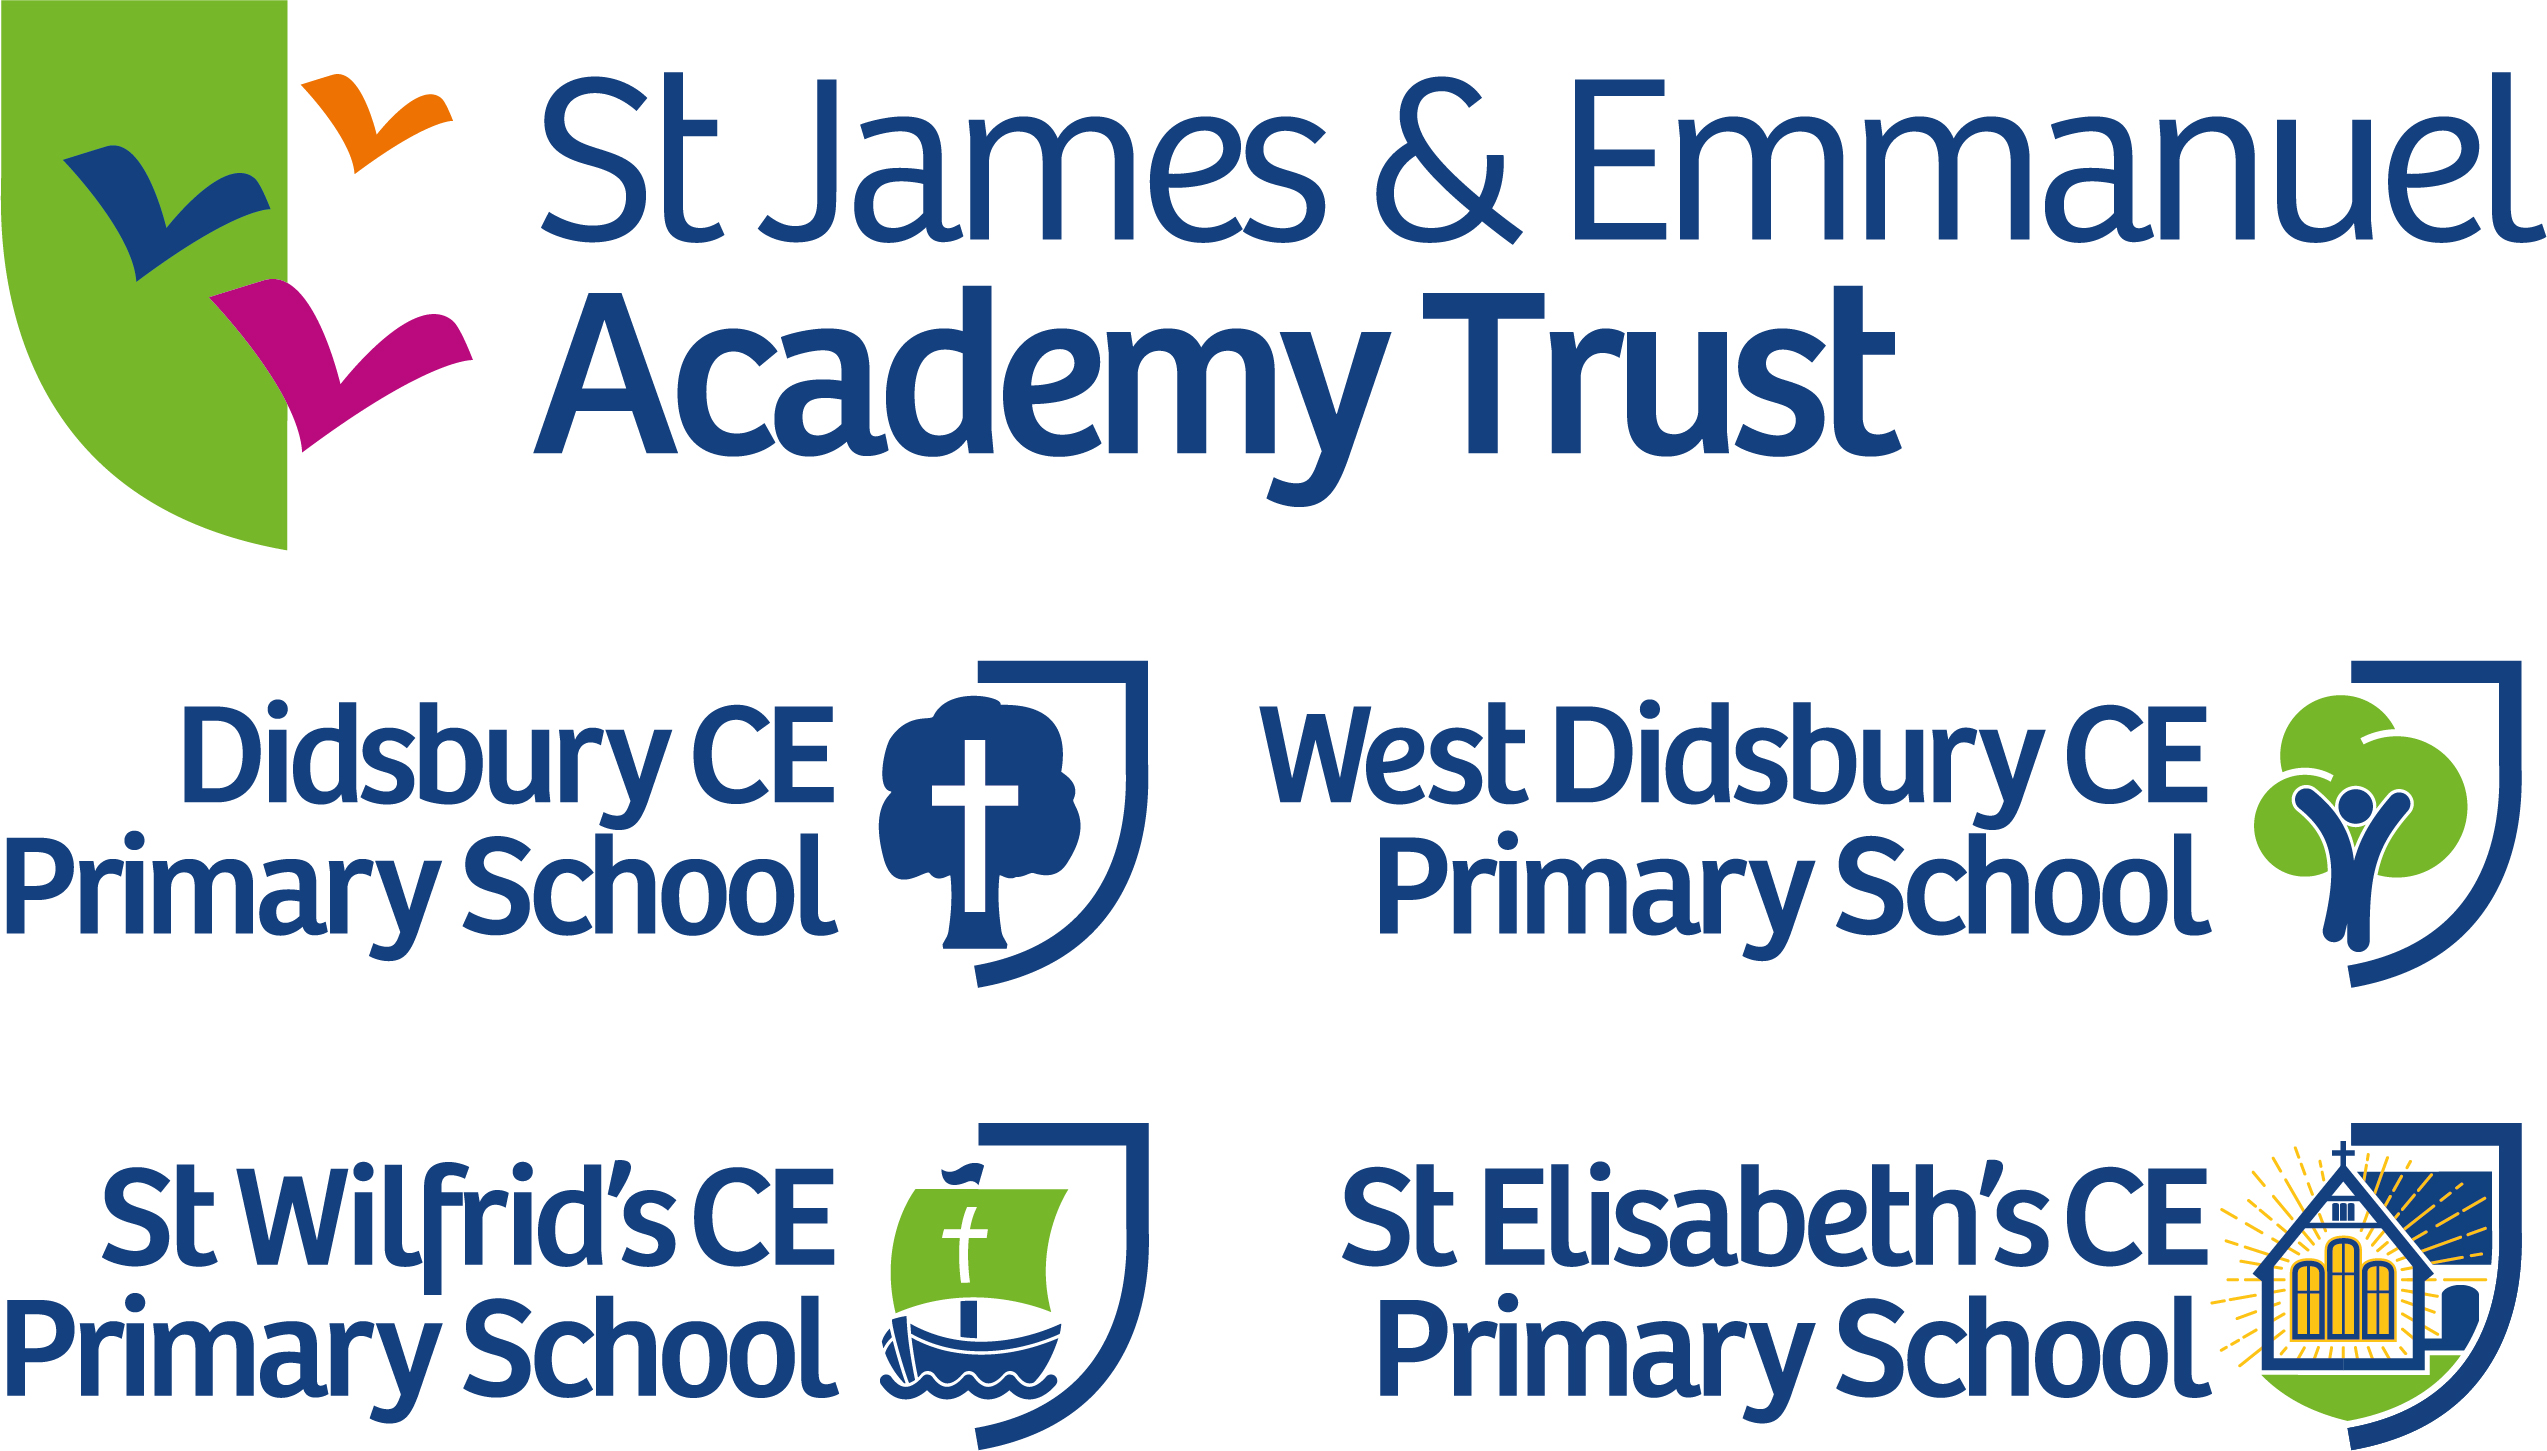 St James & Emmanuel
Academy Trust
Didsbury CE
Primary School
West Didsbury CE
Primary School
St Wilfrid’s CE
Primary School
St Elisabeth’s CE
Primary School